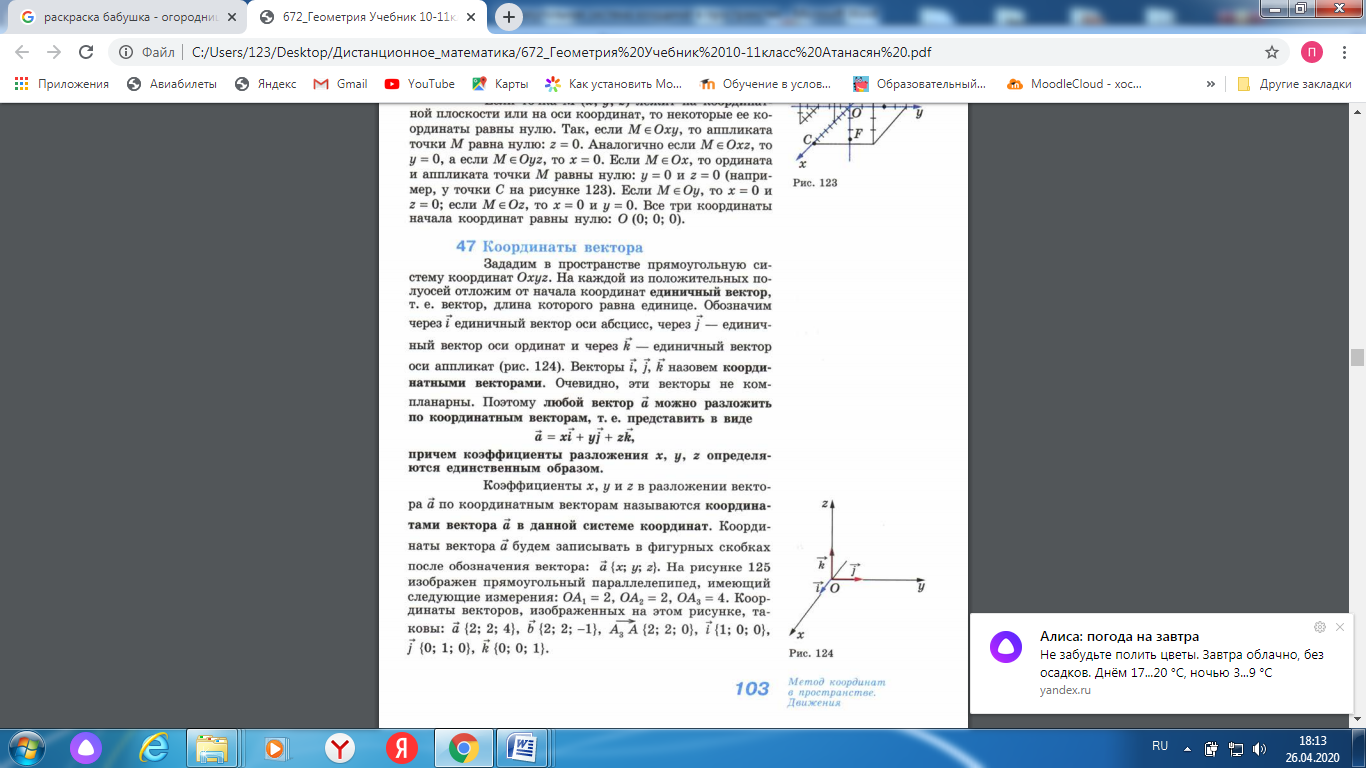 раскраска бабушка - огородниц
672_Геометрия Учебник 10-11кл
Файл
C:/Users/123/Desktop/Дистанционное_математика/672_Геометрия%20Учебник%2010-11класс%20Атанасян%20.pdf
П
Приложения
Авиабилеты
Яндекс
Gmail
YouTube
Карты
Как установить Mo...
Обучение в услов...
Образовательный...
MoodleCloud - хос...
»
Другие закладки
ной плоскости или на оси координат, то некоторые ее ко-
ординаты равны нулю. Так, если M∈Oxy, то аппликата
точки M равна нулю: z = 0. Аналогично если M∈Oxz, то
y = 0, а если M∈Oyz, то x = 0. Если M∈Ox, то ордината
и аппликата точки M равны нулю: y = 0 и z = 0 (напри-
мер, у точки C на рисунке 123). Если M∈Oy, то x = 0 и
z = 0; если M∈Oz, то x = 0 и y = 0. Все три координаты
начала координат равны нулю: O (0; 0; 0).
O
y
C
F
x
Рис. 123
47 Координаты вектора
Зададим в пространстве прямоугольную си-
стему координат Oxyz. На каждой из положительных по-
луосей отложим от начала координат единичный вектор,
т. е. вектор, длина которого равна единице. Обозначим
через i⃗ единичный вектор оси абсцисс, через j⃗ — единич-
ный вектор оси ординат и через k⃗ — единичный вектор
оси аппликат (рис. 124). Векторы i⃗, j⃗, k⃗ назовем коорди-
натными векторами. Очевидно, эти векторы не ком-
планарны. Поэтому любой вектор a⃗ можно разложить
по координатным векторам, т. е. представить в виде
a⃗ = xi⃗ + yj⃗ + zk⃗,
причем коэффициенты разложения x, y, z определя-
ются единственным образом.
Коэффициенты x, y и z в разложении векто-
ра a⃗ по координатным векторам называются координа-
тами вектора a⃗ в данной системе координат. Коорди-
наты вектора a⃗ будем записывать в фигурных скобках
после обозначения вектора: a⃗ {x; y; z}. На рисунке 125
изображен прямоугольный параллелепипед, имеющий
следующие измерения: OA₁ = 2, OA₂ = 2, OA₃ = 4. Коор-
динаты векторов, изображенных на этом рисунке, та-
ковы: a⃗ {2; 2; 4}, b⃗ {2; 2; –1}, A₃A⃗ {2; 2; 0}, i⃗ {1; 0; 0},
j⃗ {0; 1; 0}, k⃗ {0; 0; 1}.
z
k⃗
j⃗
i⃗
O
y
x
Рис. 124
103
Метод координат
в пространстве.
Движения
Алиса: погода на завтра
Не забудьте полить цветы. Завтра облачно, без
осадков. Днём 17...20 °C, ночью 3...9 °C
yandex.ru
RU
18:13
26.04.2020